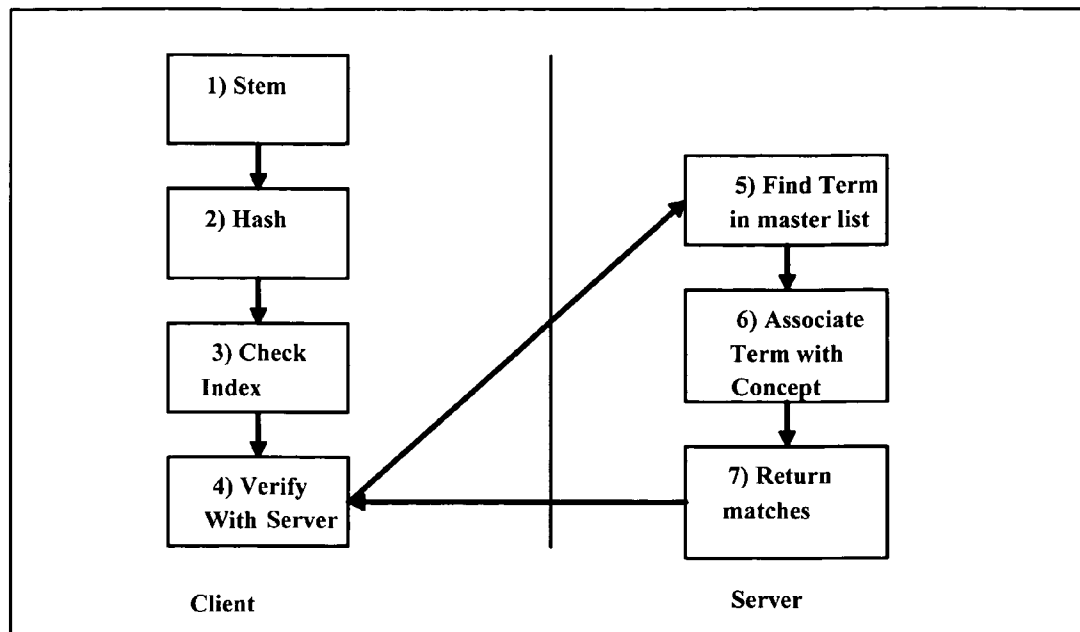 1) Stem
2) Hash
3) Check
Index
4) Verify
With Server
Client
5) Find Term
in master list
6) Associate
Term with
Concept
7) Return
matches
Server